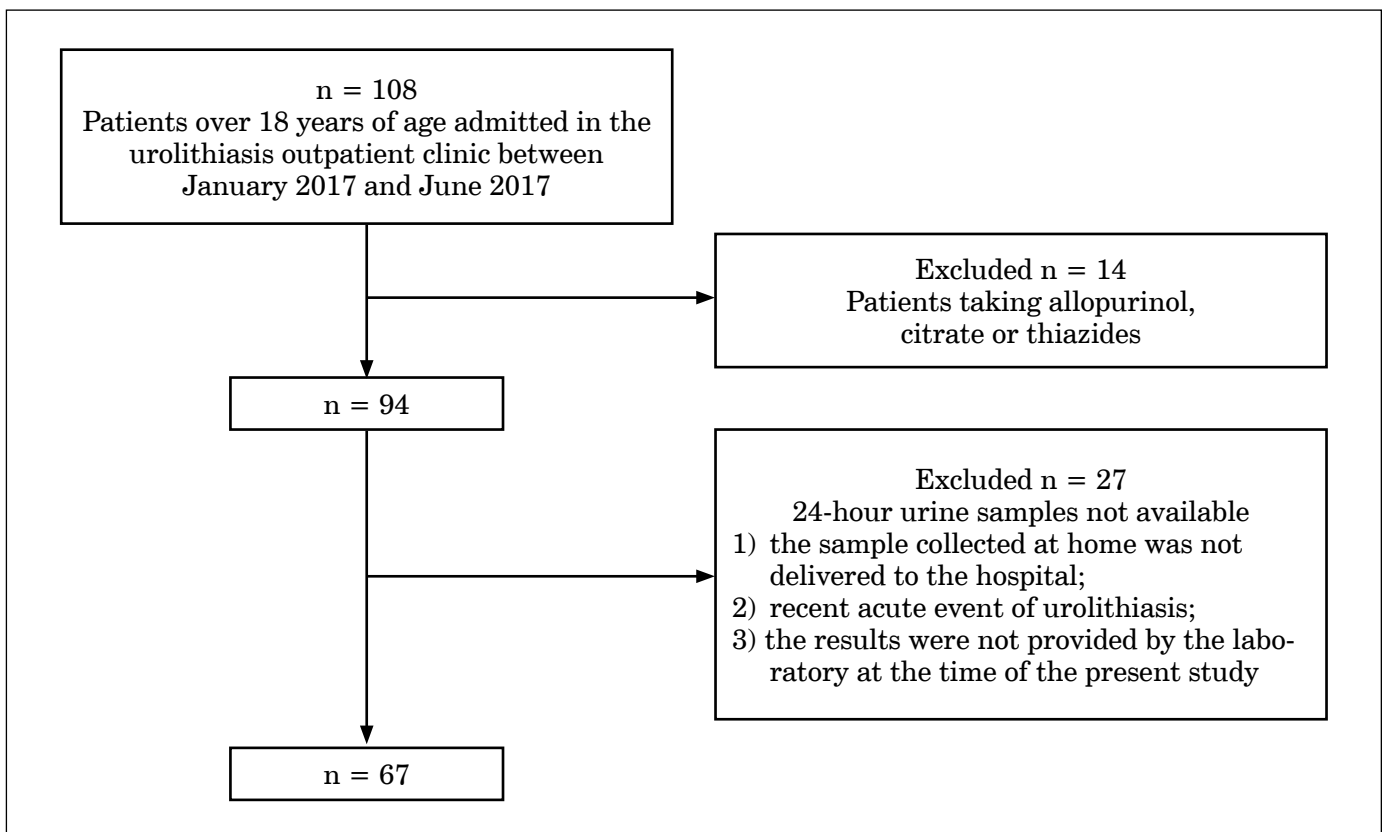 n = 108
Patients over 18 years of age admitted in the
urolithiasis outpatient clinic between
January 2017 and June 2017
Excluded n = 14
Patients taking allopurinol,
citrate or thiazides
n = 94
Excluded n = 27
24-hour urine samples not available
1) the sample collected at home was not
delivered to the hospital;
2) recent acute event of urolithiasis;
3) the results were not provided by the labo-
ratory at the time of the present study
n = 67